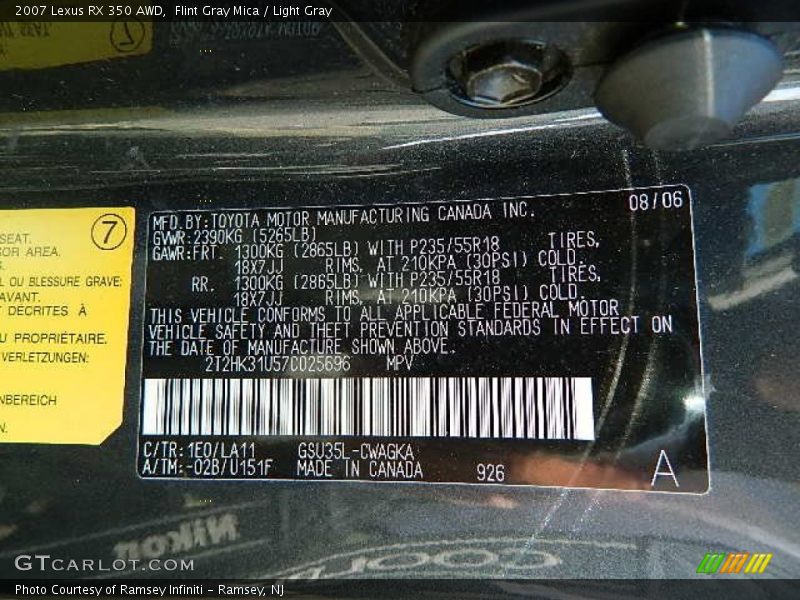 2007 Lexus RX 350 AWD, Flint Gray Mica / Light Gray
7
SEAT.
SOR AREA.
OU BLESSURE GRAVE:
AVANT.
DECRITES À
PROPRIÉTAIRE.
VERLETZUNGEN:
08/06
MFD.BY:TOYOTA MOTOR MANUFACTURING CANADA INC.
GVWR:2390KG (5265LB)
GAWR:FRT. 1300KG (2865LB) WITH P235/55R18 TIRES,
18X7JJ RIMS, AT 210KPA (30PSI) COLD.
RR. 1300KG (2865LB) WITH P235/55R18 TIRES,
18X7JJ RIMS, AT 210KPA (30PSI) COLD.
THIS VEHICLE CONFORMS TO ALL APPLICABLE FEDERAL MOTOR
VEHICLE SAFETY AND THEFT PREVENTION STANDARDS IN EFFECT ON
THE DATE OF MANUFACTURE SHOWN ABOVE.
2T2HK31U57C025696 MPV
C/TR:1E0/LA11 GSU35L-CWAGKA
A/TM:-02B/U151F MADE IN CANADA 926 A
Nikon
GTCARLOT.COM
Photo Courtesy of Ramsey Infiniti - Ramsey, NJ